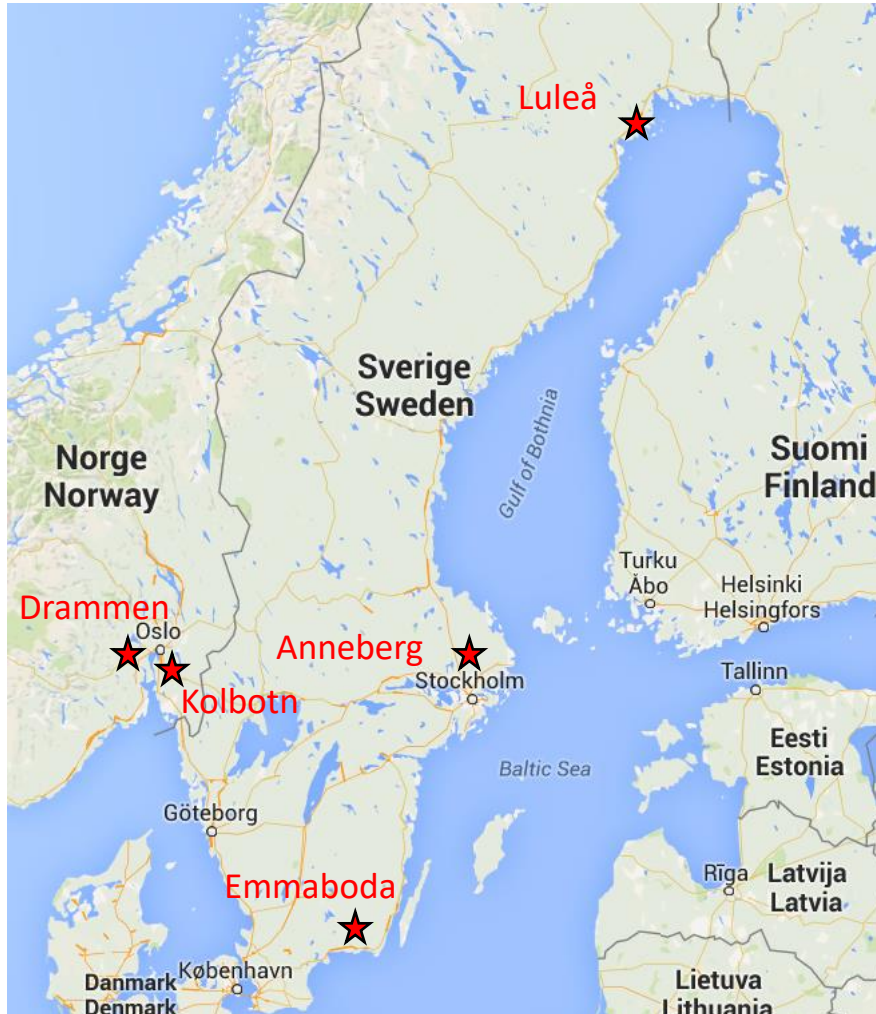 Luleå
Sverige
Sweden
Gulf of Bothnia
Norge
Norway
Suomi
Finland
Turku
Åbo
Helsinki
Helsingfors
Drammen
Oslo
Anneberg
Stockholm
Kolbotn
Tallinn
Eesti
Estonia
Baltic Sea
Göteborg
Emmaboda
Rīga
Latvija
Latvia
København
Danmark
Denmark
Lietuva
Lithuania